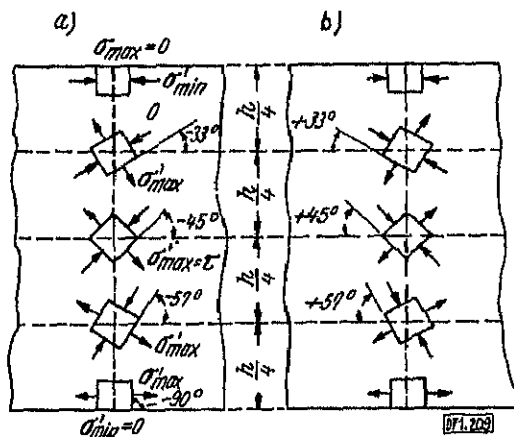 a)
b)
σmax=0
σ'min
0
-33°
σ'max
-45°
σ'max=τ
-57°
σ'max
σ'max
-90°
σ'min=0
h/4
h/4
h/4
h/4
+33°
+45°
+57°
DT1.209